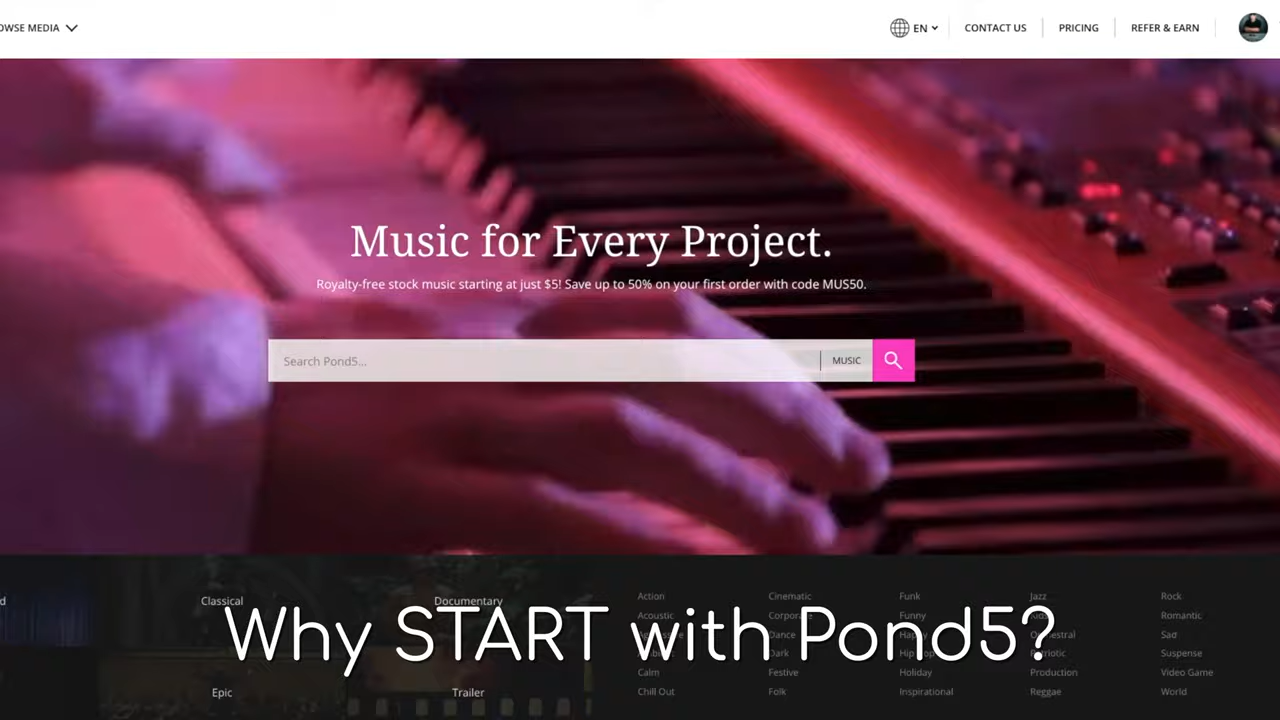 OWSE MEDIA
EN
CONTACT US
PRICING
REFER & EARN
Music for Every Project.
Royalty-free stock music starting at just $5! Save up to 50% on your first order with code MUS50.
Search Pond5...
MUSIC
Classical
Documentary
Epic
Trailer
Action
Acoustic
Calm
Chill Out
Cinematic
Dance
Dark
Festive
Folk
Funk
Funny
Holiday
Inspirational
Jazz
Production
Reggae
Rock
Romantic
Sad
Suspense
Video Game
World
Why START with Pond5?